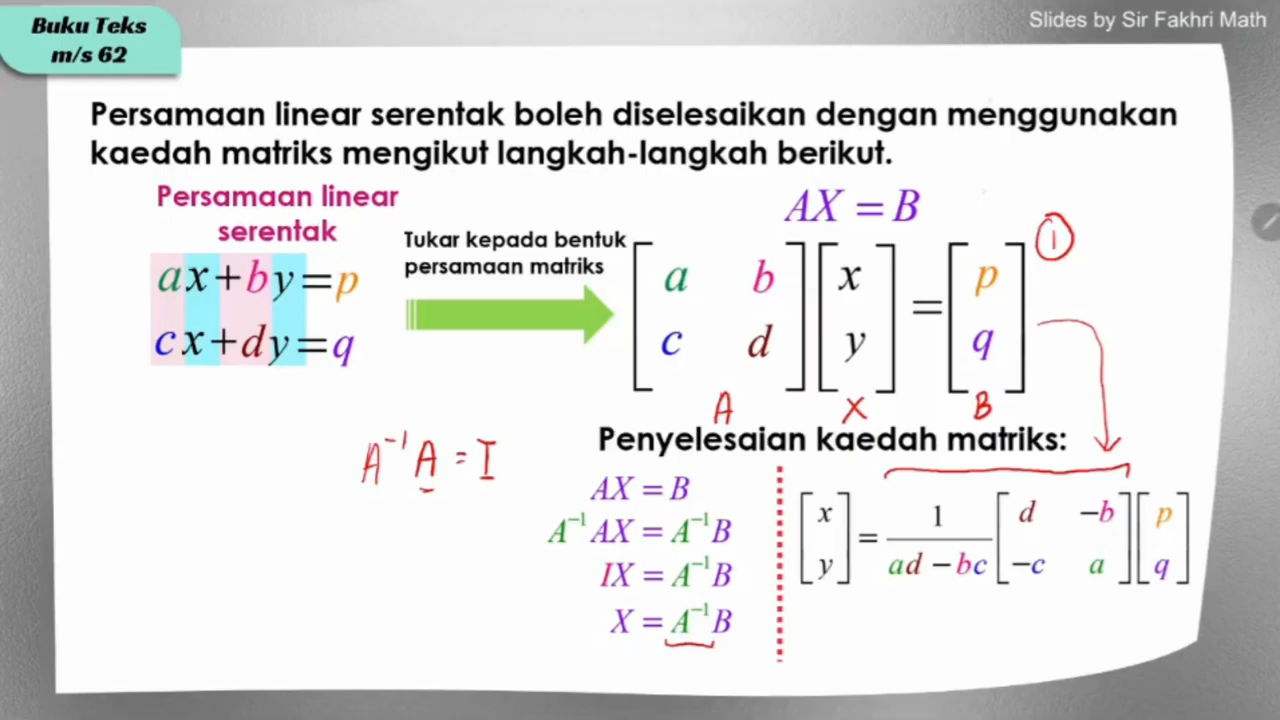 Buku Teks
m/s 62
Slides by Sir Fakhri Math
Persamaan linear serentak boleh diselesaikan dengan menggunakan
kaedah matriks mengikut langkah-langkah berikut.
Persamaan linear
serentak
ax+by=p
cx+dy=q
Tukar kepada bentuk
persamaan matriks
AX = B
[a b; c d][x; y] = [p; q]
①
A X B
A⁻¹A = I
Penyelesaian kaedah matriks:
AX = B
A⁻¹AX = A⁻¹B
IX = A⁻¹B
X = A⁻¹B
[x; y] = 1/(ad − bc) [d −b; −c a][p; q]